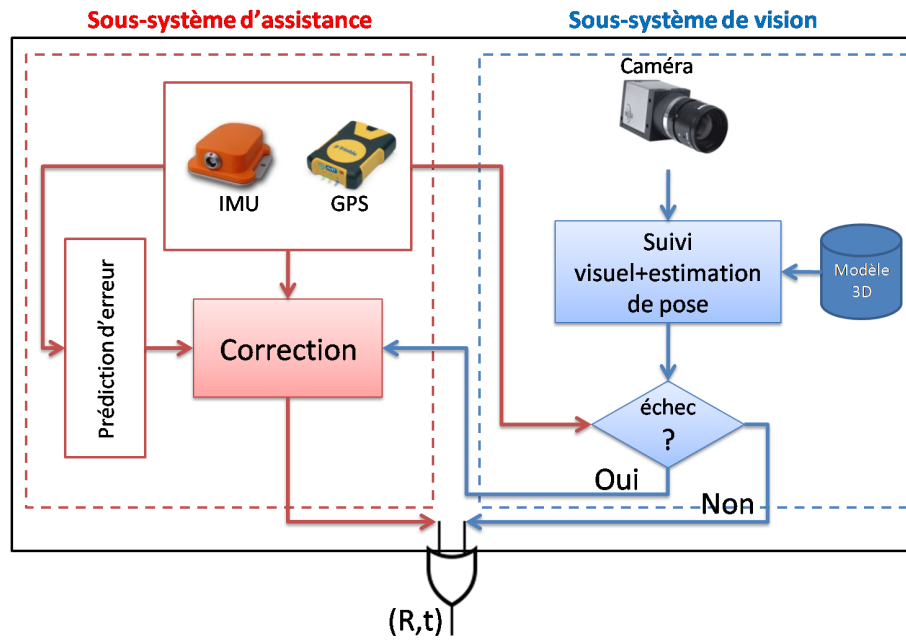 Sous-système d'assistance
Sous-système de vision
Caméra
IMU
GPS
Suivi
visuel+estimation
de pose
Modèle
3D
Prédiction d'erreur
Correction
échec
?
Oui
Non
(R,t)